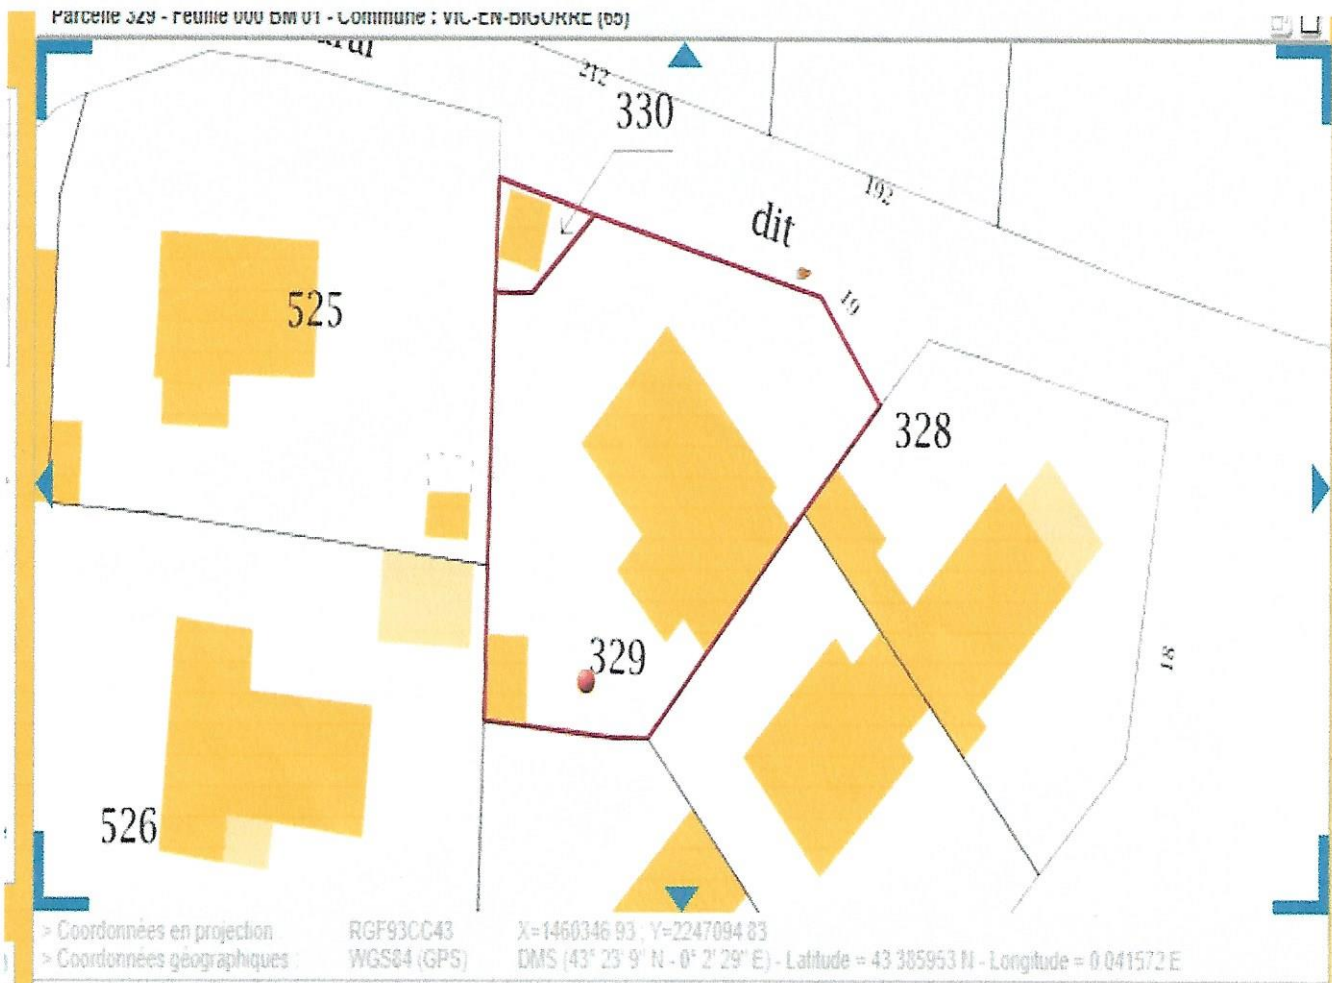 Parcelle 329 - Feuille 000 BM 01 - Commune : VIC-EN-BIGORRE (65)
212
330
192
dit
19
525
328
329
18
526
> Coordonnées en projection : RGF93CC43 X=1460346.93 ; Y=2247094.83
> Coordonnées géographiques : WGS84 (GPS) DMS (43° 23' 9" N - 0° 2' 29" E) - Latitude = 43.385953 N - Longitude = 0.041572 E